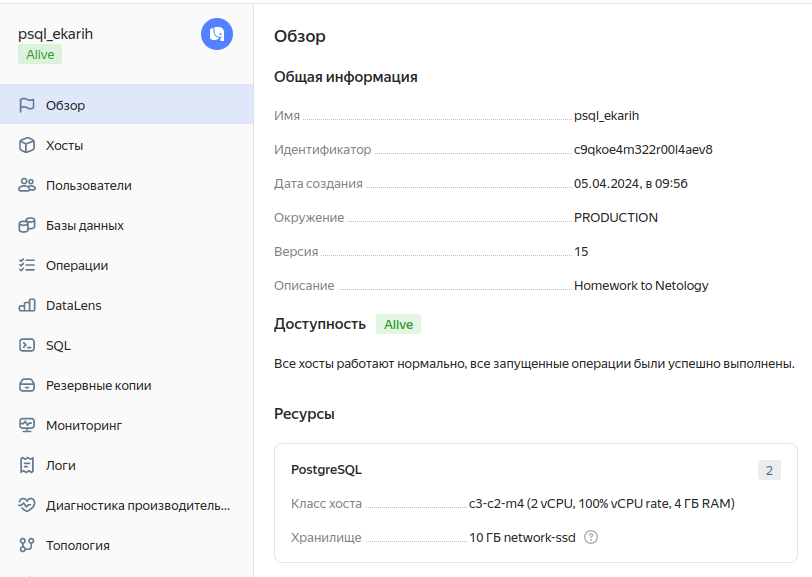 psql_ekarih
Alive
Обзор
Хосты
Пользователи
Базы данных
Операции
DataLens
SQL
Резервные копии
Мониторинг
Логи
Диагностика производитель...
Топология
Обзор
Общая информация
Имя psql_ekarih
Идентификатор c9qkoe4m322r00l4aev8
Дата создания 05.04.2024, в 09:56
Окружение PRODUCTION
Версия 15
Описание Homework to Netology
Доступность Alive
Все хосты работают нормально, все запущенные операции были успешно выполнены.
Ресурсы
PostgreSQL 2
Класс хоста c3-c2-m4 (2 vCPU, 100% vCPU rate, 4 ГБ RAM)
Хранилище 10 ГБ network-ssd